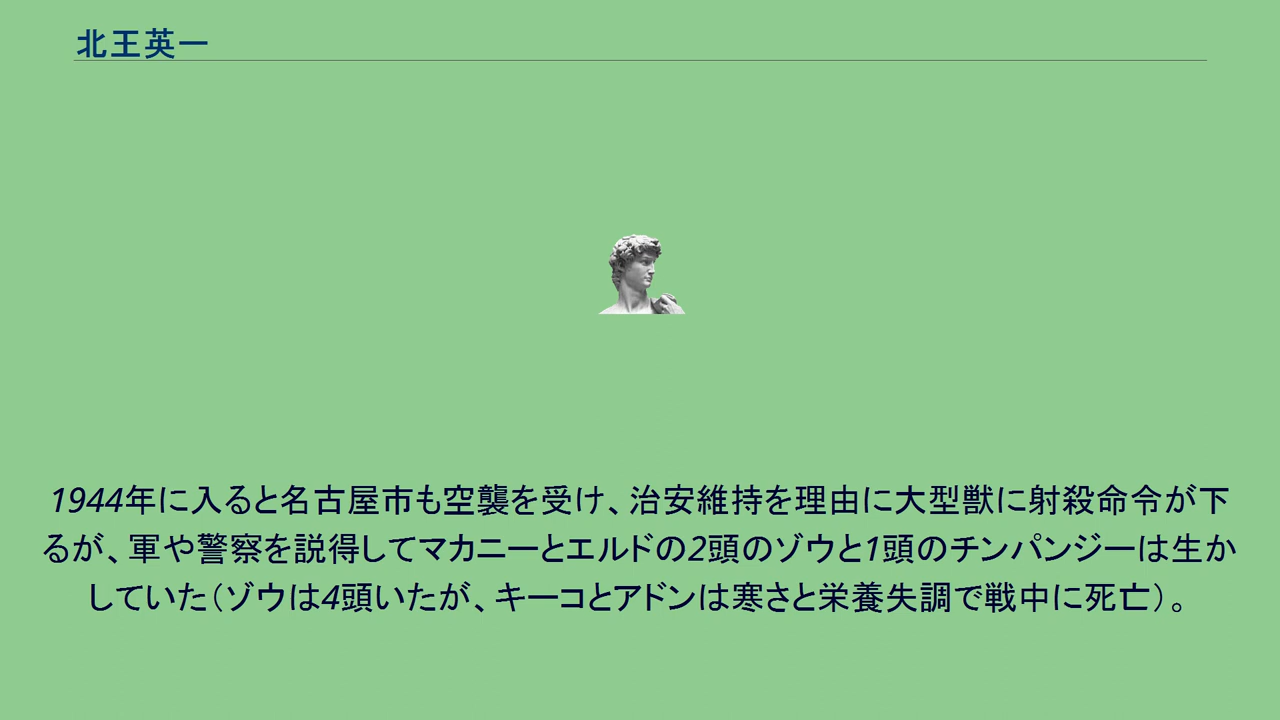 北王英一
1944年に入ると名古屋市も空襲を受け、治安維持を理由に大型獣に射殺命令が下
るが、軍や警察を説得してマカニーとエルドの2頭のゾウと1頭のチンパンジーは生か
していた（ゾウは4頭いたが、キーコとアドンは寒さと栄養失調で戦中に死亡）。